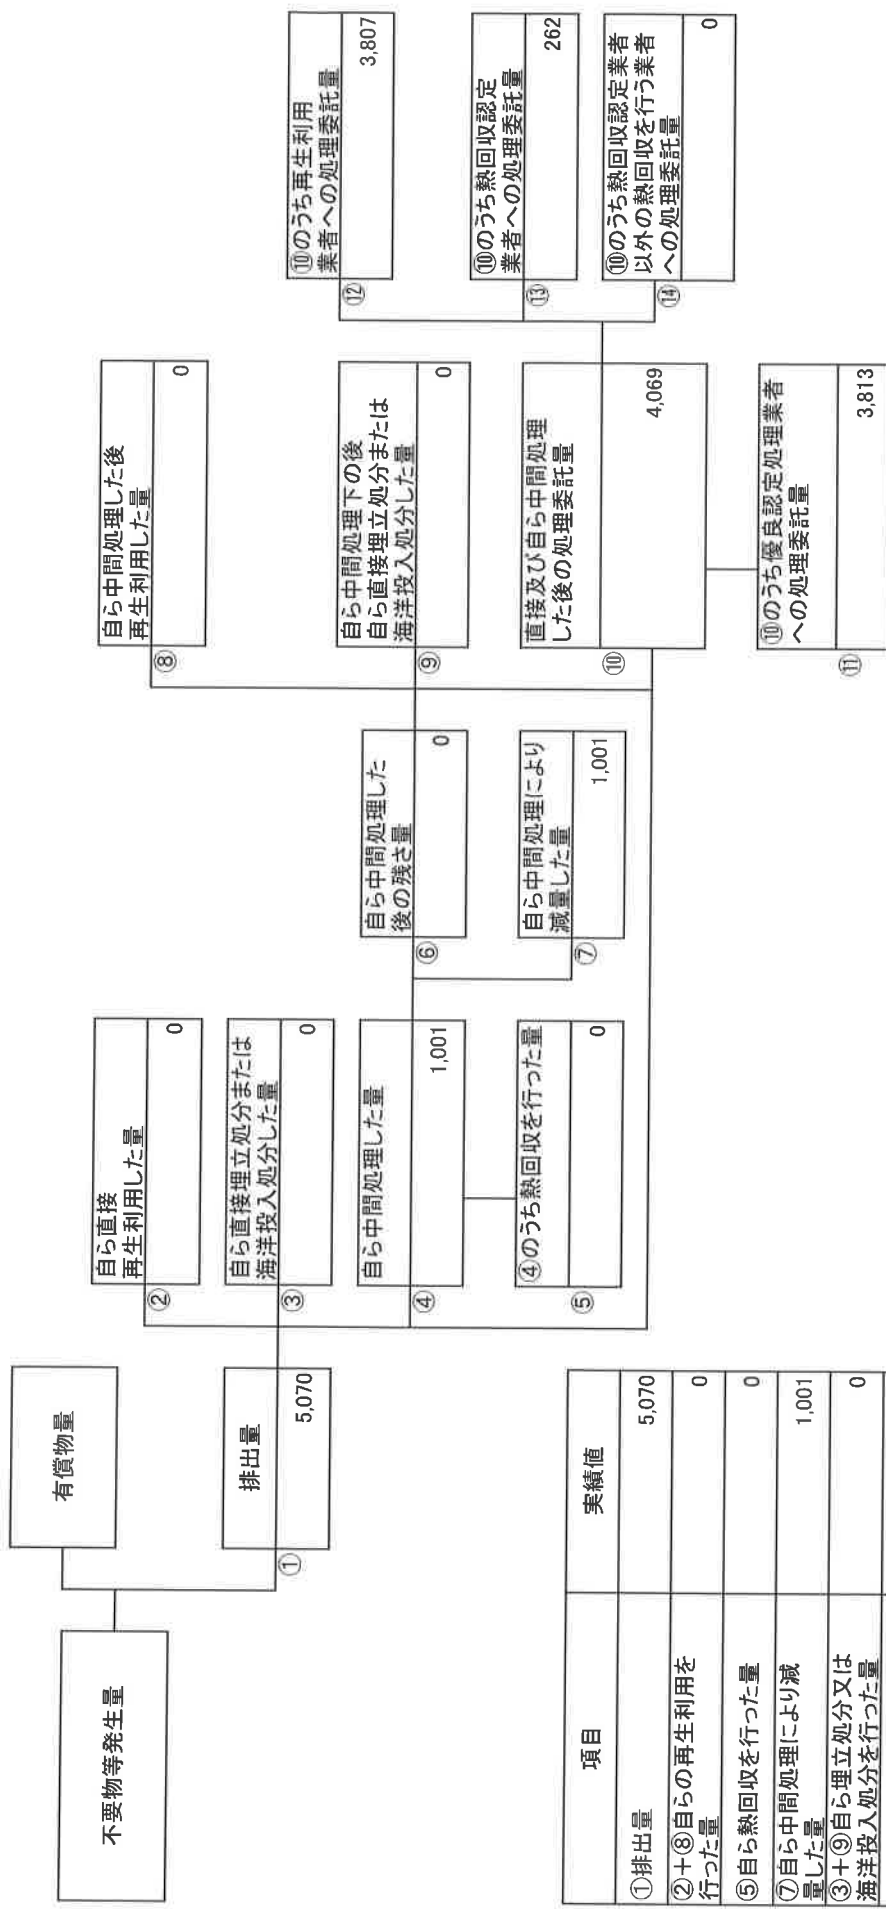 不要物等発生量
有償物量
①
排出量
5,070
②
自ら直接
再生利用した量
0
③
自ら直接埋立処分または
海洋投入処分した量
0
④
自ら中間処理した量
1,001
⑤
④のうち熱回収を行った量
0
⑥
自ら中間処理した
後の残さ量
0
⑦
自ら中間処理により
減量した量
1,001
⑧
自ら中間処理した後
再生利用した量
0
⑨
自ら中間処理下の後
自ら直接埋立処分または
海洋投入処分した量
0
⑩
直接及び自ら中間処理
した後の処理委託量
4,069
⑪
⑩のうち優良認定処理業者
への処理委託量
3,813
⑫
⑩のうち再生利用
業者への処理委託量
3,807
⑬
⑩のうち熱回収認定
業者への処理委託量
262
⑭
⑩のうち熱回収認定業者
以外の熱回収を行う業者
への処理委託量
0
項目 実績値
①排出量 5,070
②+⑧自らの再生利用を 0
行った量
⑤自ら熱回収を行った量 0
⑦自ら中間処理により減 1,001
量した量
③+⑨自ら埋立処分又は 0
海洋投入処分を行った量